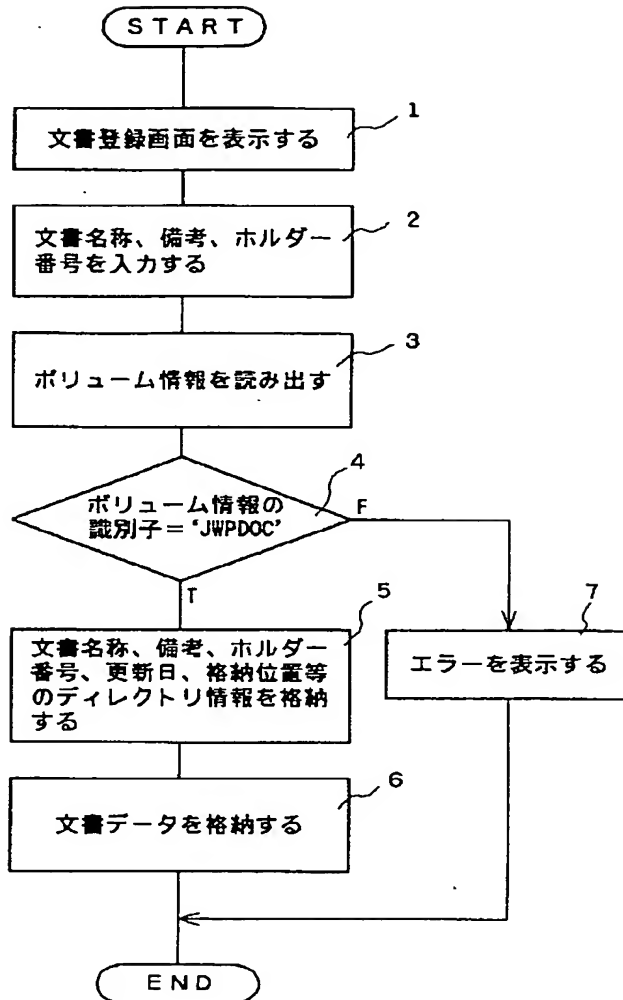 START
1
文書登録画面を表示する
2
文書名称、備考、ホルダー
番号を入力する
3
ボリューム情報を読み出す
4
ボリューム情報の
識別子＝‘JWPDOC’
F
T
5
文書名称、備考、ホルダー
番号、更新日、格納位置等
のディレクトリ情報を格納
する
7
エラーを表示する
6
文書データを格納する
END